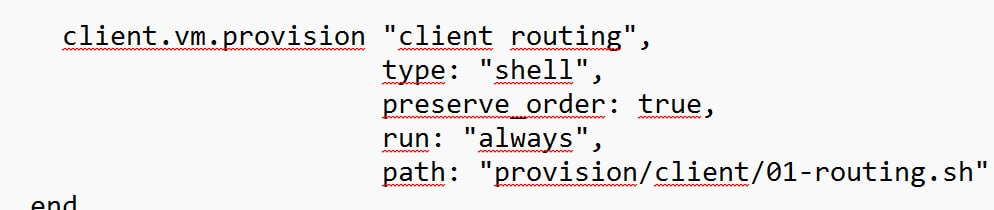 client.vm.provision "client routing",
type: "shell",
preserve_order: true,
run: "always",
path: "provision/client/01-routing.sh"
end